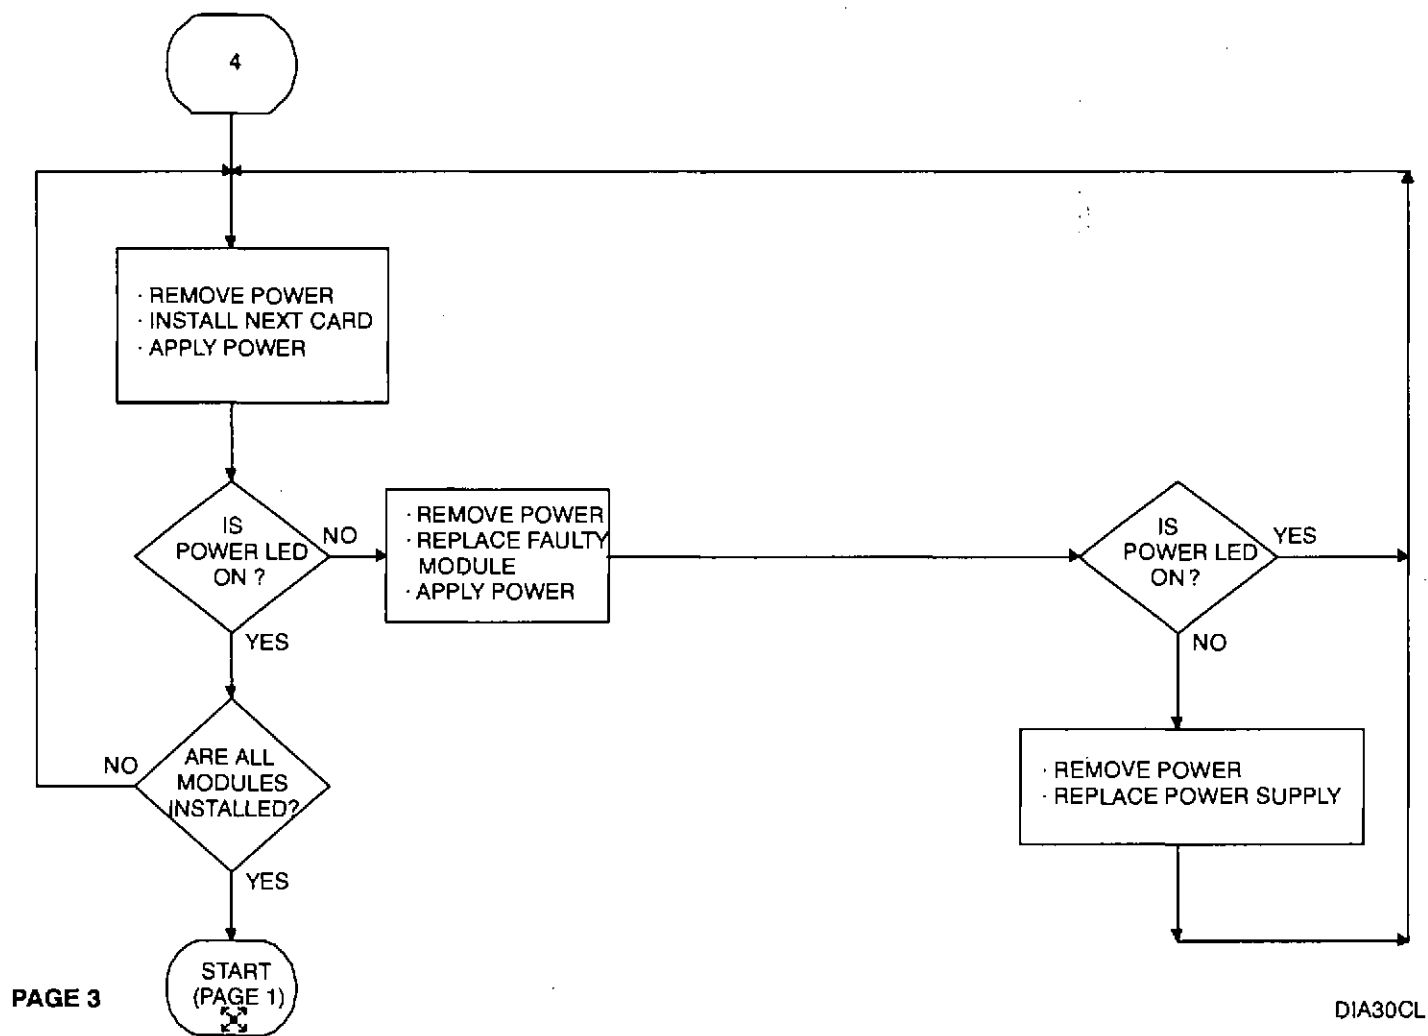 4
· REMOVE POWER
· INSTALL NEXT CARD
· APPLY POWER
IS
POWER LED
ON ?
NO
· REMOVE POWER
· REPLACE FAULTY
MODULE
· APPLY POWER
IS
POWER LED
ON ?
YES
YES
NO
ARE ALL
MODULES
INSTALLED?
NO
· REMOVE POWER
· REPLACE POWER SUPPLY
YES
START
(PAGE 1)
PAGE 3
DIA30CL